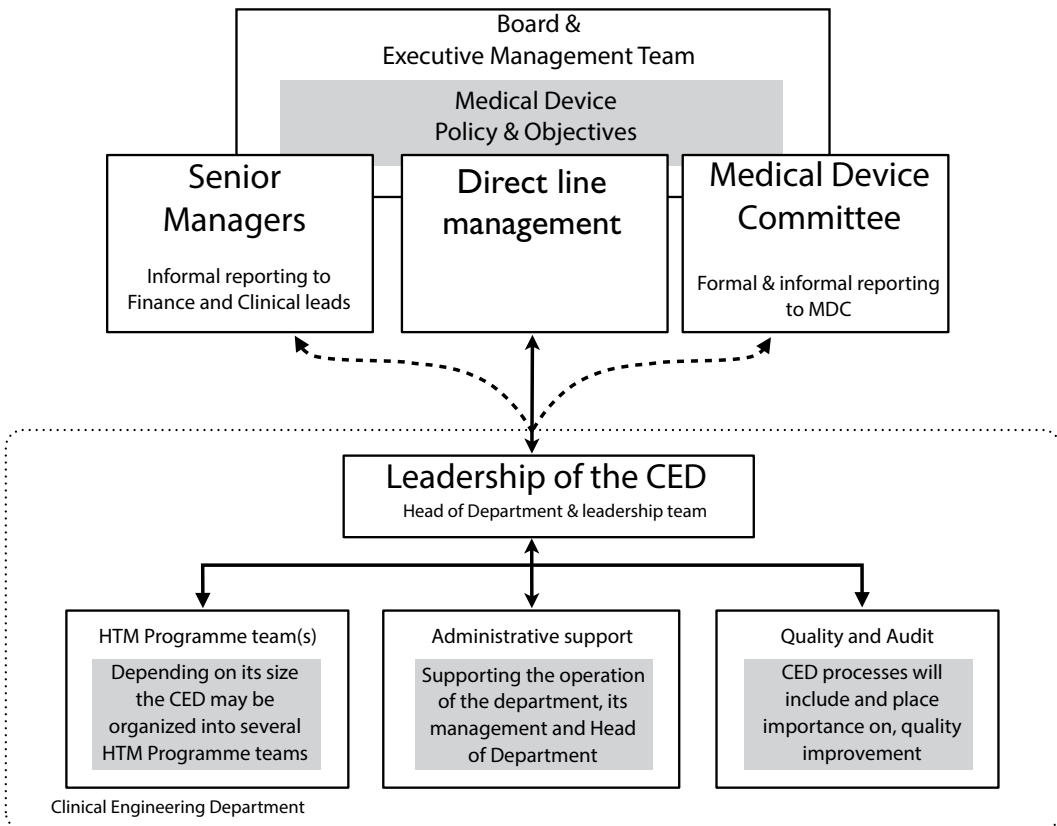 Board &
Executive Management Team
Medical Device
Policy & Objectives
Senior
Managers
Informal reporting to
Finance and Clinical leads
Direct line
management
Medical Device
Committee
Formal & informal reporting
to MDC
Leadership of the CED
Head of Department & leadership team
HTM Programme team(s)
Depending on its size
the CED may be
organized into several
HTM Programme teams
Administrative support
Supporting the operation
of the department, its
management and Head
of Department
Quality and Audit
CED processes will
include and place
importance on, quality
improvement
Clinical Engineering Department